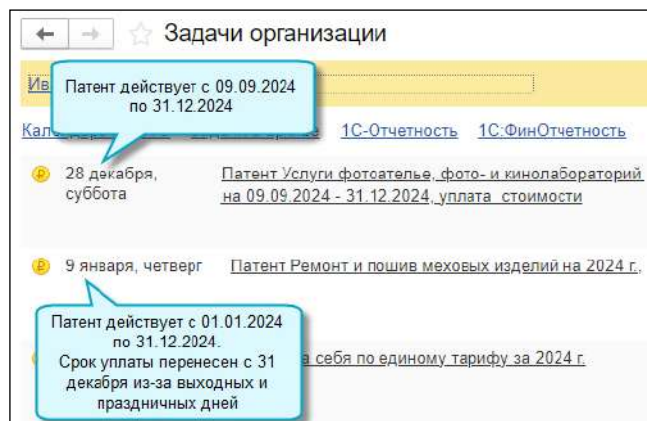 Задачи организации
Ив
Патент действует с 09.09.2024
по 31.12.2024
1С-Отчетность 1С:ФинОтчетность
28 декабря,
суббота
Патент Услуги фотоателье, фото- и кинолабораторий
на 09.09.2024 - 31.12.2024, уплата стоимости
9 января, четверг Патент Ремонт и пошив меховых изделий на 2024 г.,
Патент действует с 01.01.2024
по 31.12.2024.
Срок уплаты перенесен с 31
декабря из-за выходных и
праздничных дней
а себя по единому тарифу за 2024 г.